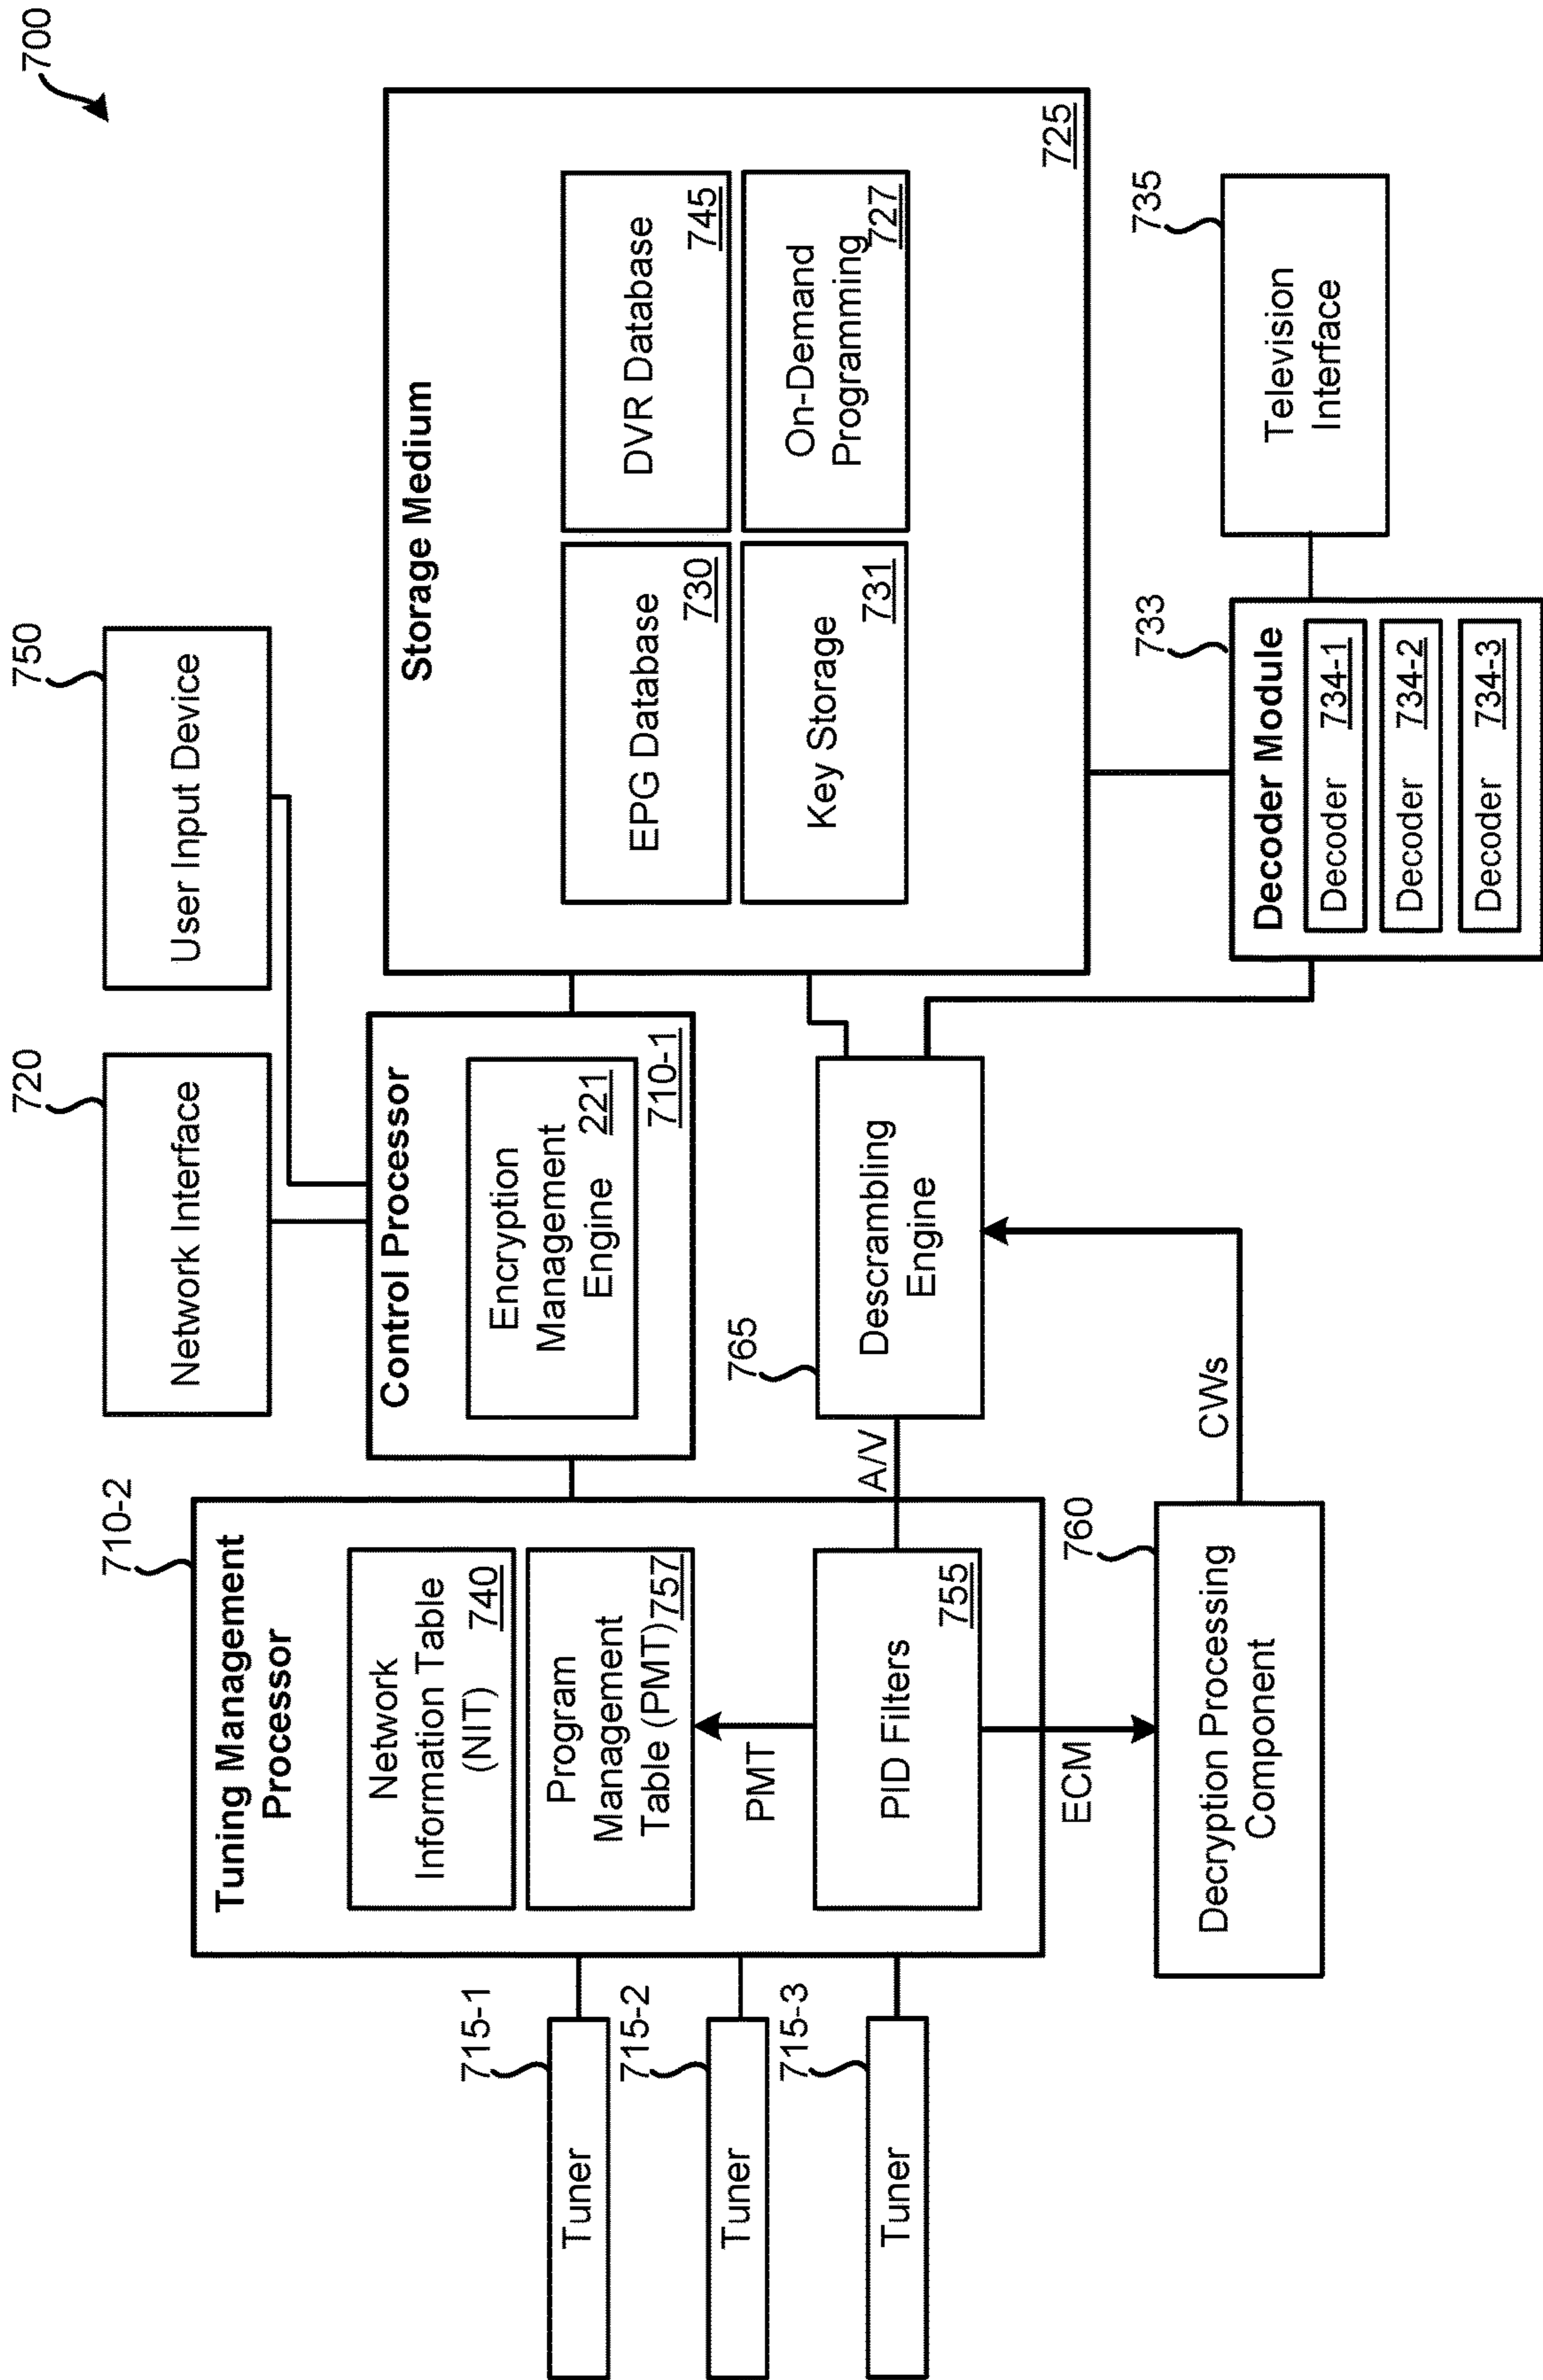 700
710-2
Tuning Management
Processor
Network
Information Table
(NIT)
740
Program
Management
Table (PMT)
757
PMT
PID Filters
755
ECM
A/V
715-1
Tuner
715-2
Tuner
715-3
Tuner
720
Network Interface
750
User Input Device
Control Processor
Encryption
Management
Engine
221
710-1
765
Descrambling
Engine
CWs
760
Decryption Processing
Component
Storage Medium
EPG Database
730
DVR Database
745
Key Storage
731
On-Demand
Programming
727
725
733
Decoder Module
Decoder 734-1
Decoder 734-2
Decoder 734-3
735
Television
Interface